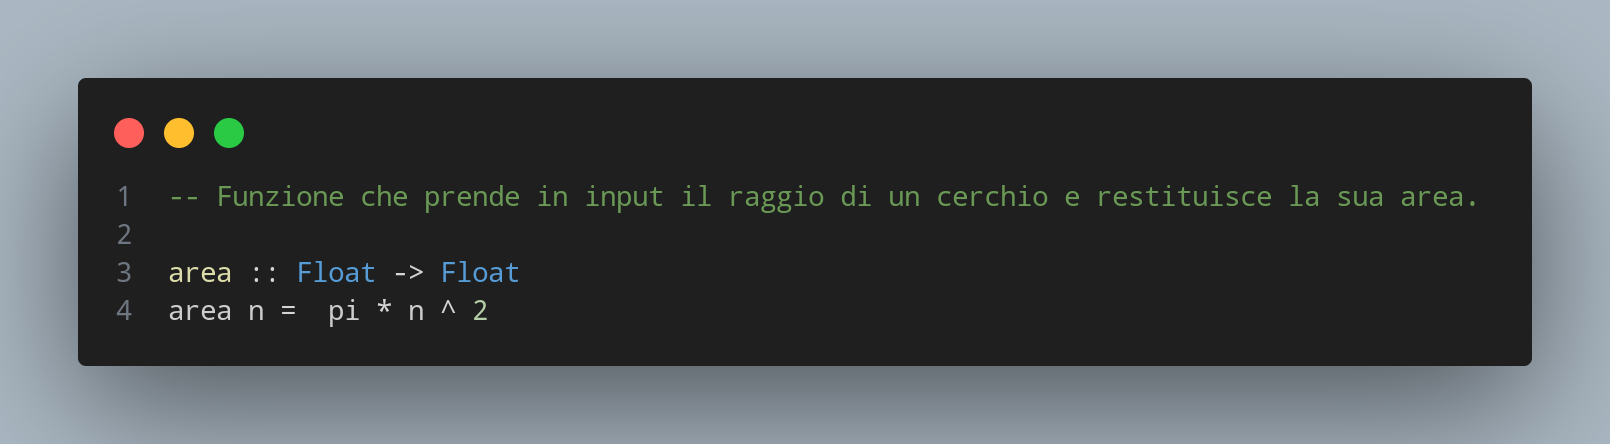 1 -- Funzione che prende in input il raggio di un cerchio e restituisce la sua area.
2
3 area :: Float -> Float
4 area n =  pi * n ^ 2